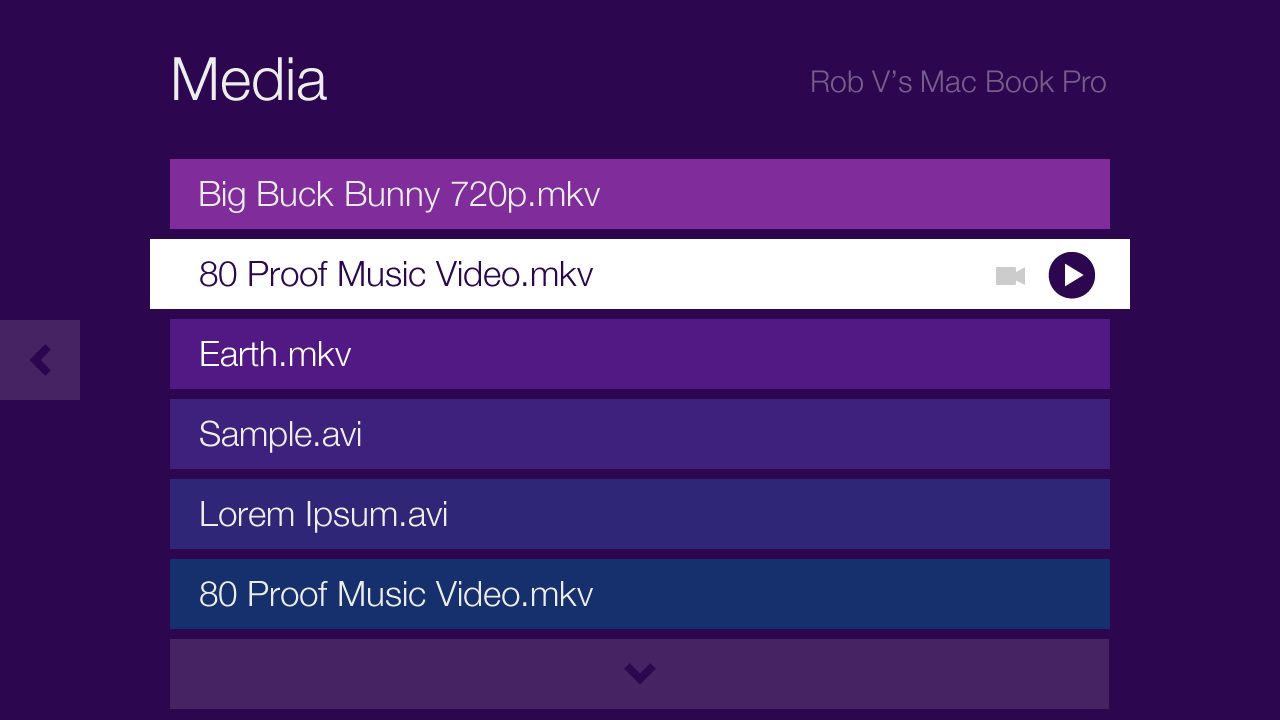 Media
Rob V’s Mac Book Pro
Big Buck Bunny 720p.mkv
80 Proof Music Video.mkv
Earth.mkv
Sample.avi
Lorem Ipsum.avi
80 Proof Music Video.mkv